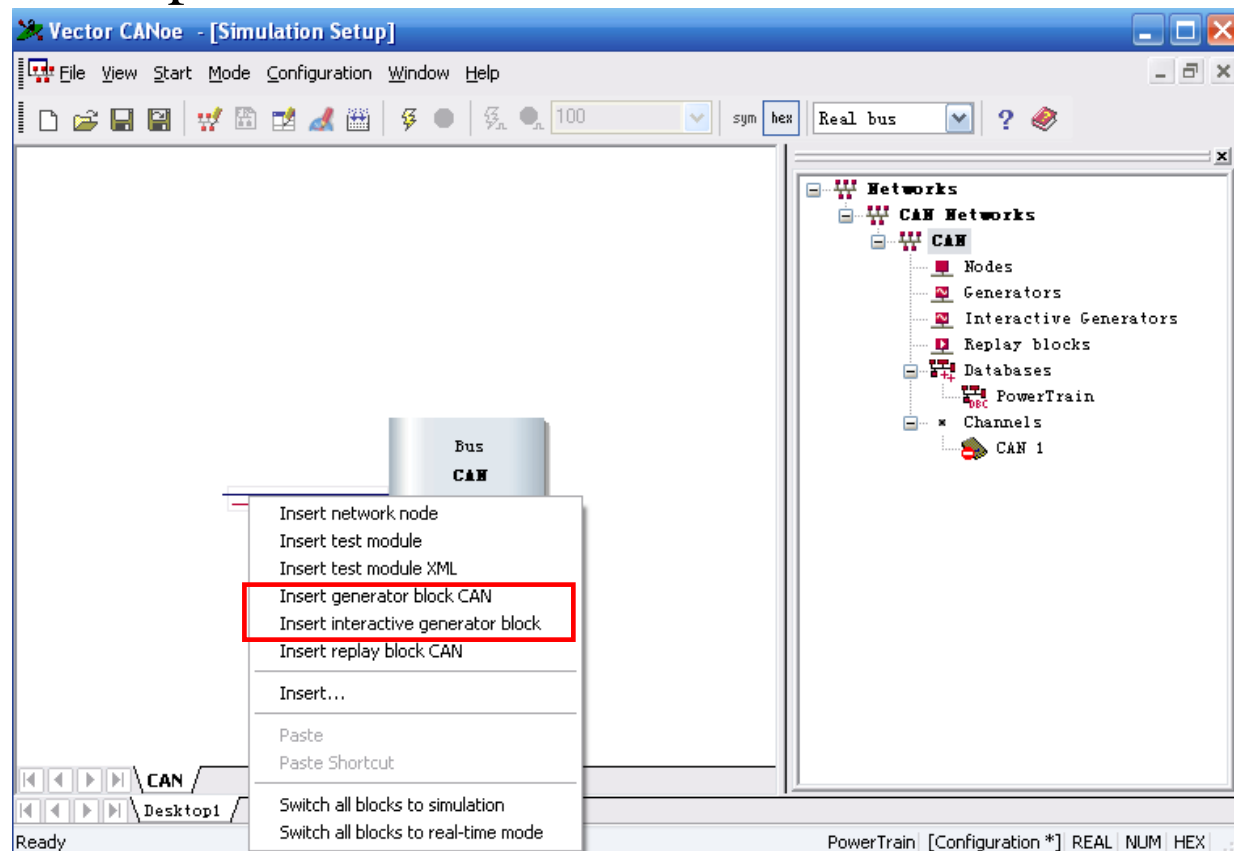 Vector CANoe - [Simulation Setup]
File View Start Mode Configuration Window Help
100 sym hex Real bus ?
Networks
CAN Networks
CAN
Nodes
Generators
Interactive Generators
Replay blocks
Databases
DBC PowerTrain
Channels
CAN 1
Bus
CAN
Insert network node
Insert test module
Insert test module XML
Insert generator block CAN
Insert interactive generator block
Insert replay block CAN
Insert...
Paste
Paste Shortcut
Switch all blocks to simulation
Switch all blocks to real-time mode
CAN
Desktop1
Ready PowerTrain [Configuration *] REAL NUM HEX